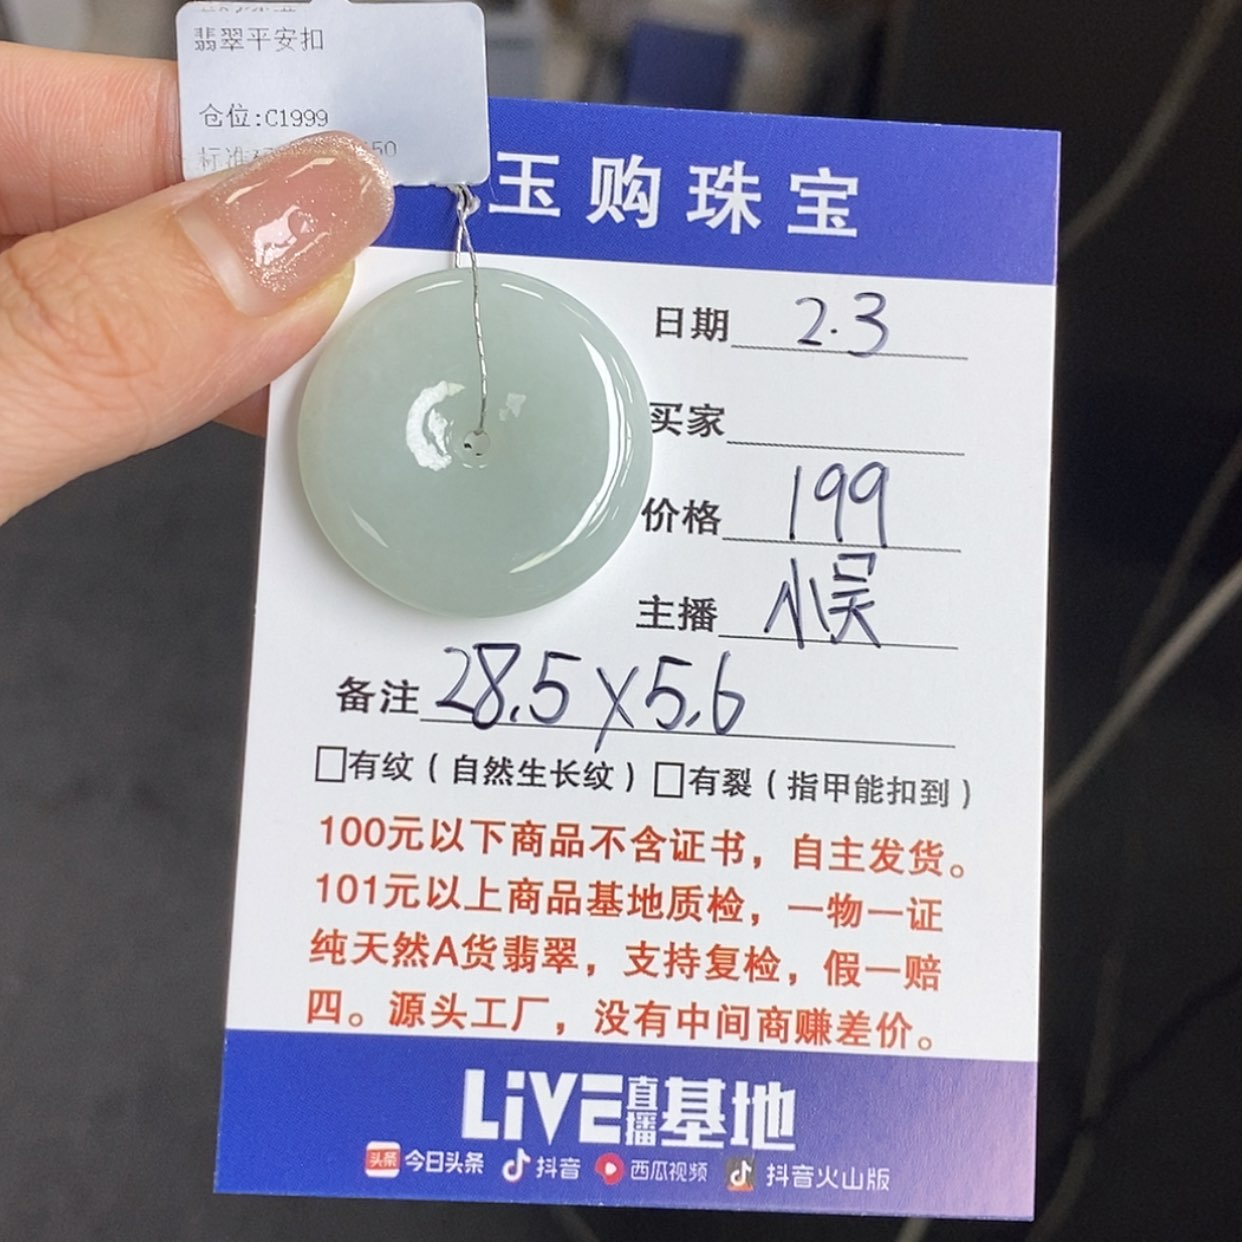 翡翠平安扣
仓位:C1999
标准
50
玉购珠宝
日期 2.3
买家
价格 199
主播 小吴
备注 28.5×5.6
□有纹（自然生长纹）□有裂（指甲能扣到）
100元以下商品不含证书，自主发货。
101元以上商品基地质检，一物一证
纯天然A货翡翠，支持复检，假一赔
四。源头工厂，没有中间商赚差价。
LiVE直播基地
头条 今日头条 抖音 西瓜视频 抖音火山版